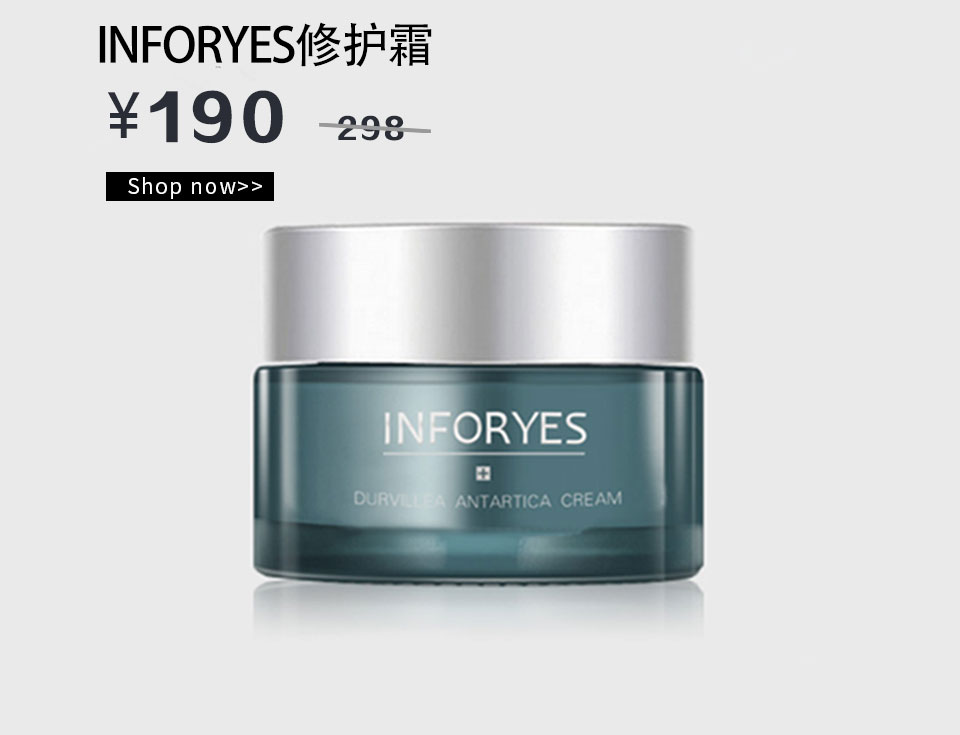 INFORYES修护霜
¥190 298
Shop now>>
INFORYES
DURVILLEA ANTARTICA CREAM